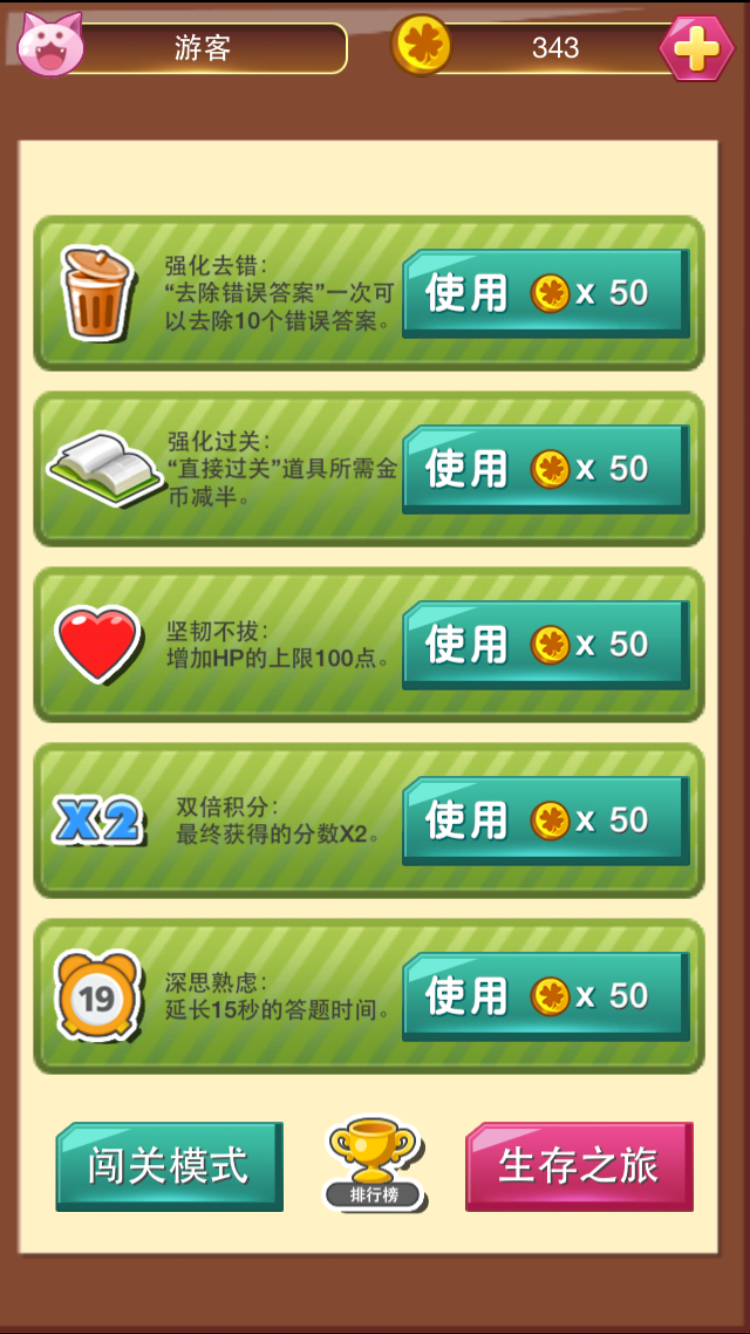 游客
343
强化去错：
“去除错误答案”一次可
以去除10个错误答案。
使用 x 50
强化过关：
“直接过关”道具所需金
币减半。
使用 x 50
坚韧不拔：
增加HP的上限100点。
使用 x 50
X2
双倍积分：
最终获得的分数X2。
使用 x 50
19
深思熟虑：
延长15秒的答题时间。
使用 x 50
闯关模式
排行榜
生存之旅